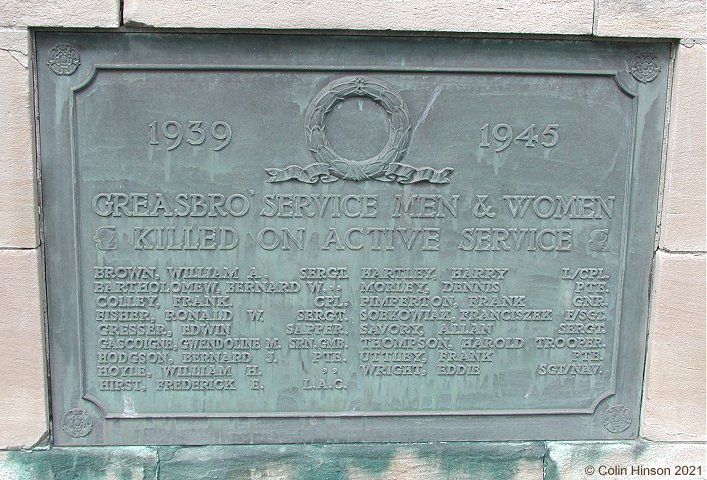 1939 1945
GREASBRO' SERVICE MEN & WOMEN
KILLED ON ACTIVE SERVICE
BROWN, WILLIAM A., SERGT.
BARTHOLOMEW, BERNARD W. " "
COLLEY, FRANK. CPL.
FISHER, RONALD W. SERGT.
GRESSER, EDWIN SAPPER.
GASCOIGNE, GWENDOLINE M. SRN. GMR.
HODGSON, BERNARD J. PTE.
HOYLE, WILLIAM H. " "
HIRST, FREDERICK E. L.A.C.
HARTLEY, HARRY L/CPL.
MORLEY, DENNIS PTE.
PIMPERTON, FRANK GNR.
SOBKOWIAK, FRANCISZEK F/SGT.
SAVORY, ALLAN SERGT.
THOMPSON, HAROLD TROOPER.
UTTLEY, FRANK PTE.
WRIGHT, EDDIE SGT/NAV.
© Colin Hinson 2021